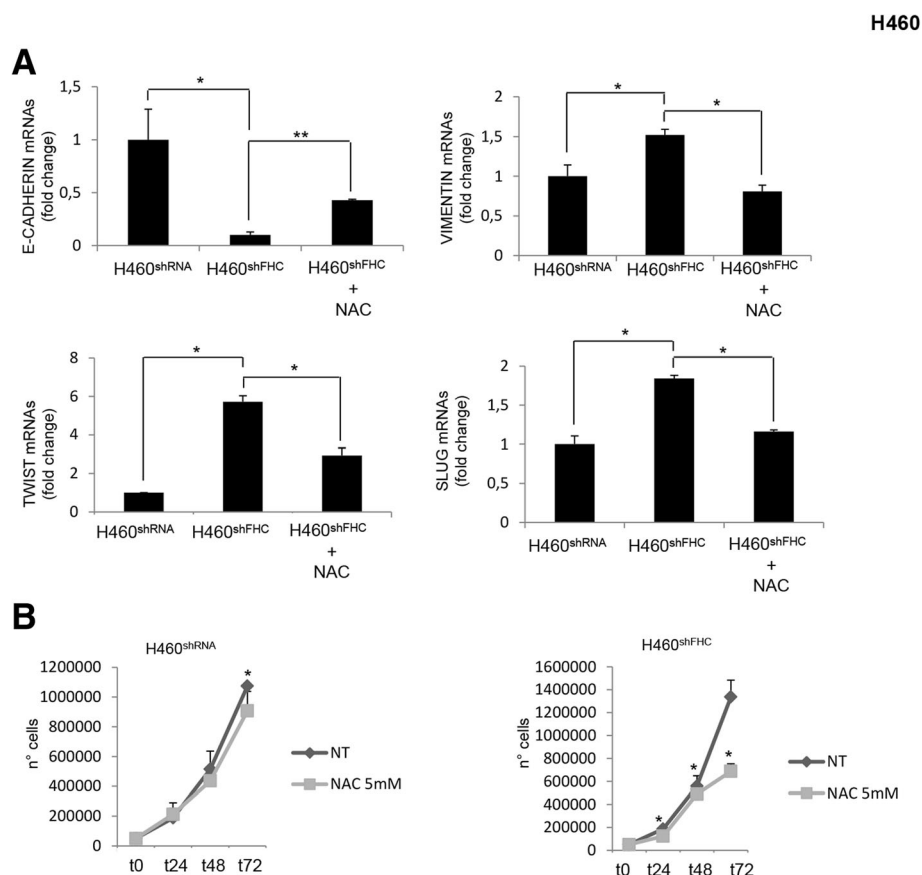 H460
A
E-CADHERIN mRNAs
(fold change)
1,5
1
0,5
0
*
**
H460shRNA
H460shFHC
H460shFHC
+
NAC
VIMENTIN mRNAs
(fold change)
2
1,5
1
0,5
0
*
*
H460shRNA
H460shFHC
H460shFHC
+
NAC
TWIST mRNAs
(fold change)
8
6
4
2
0
*
*
H460shRNA
H460shFHC
H460shFHC
+
NAC
SLUG mRNAs
(fold change)
2
1,5
1
0,5
0
*
*
H460shRNA
H460shFHC
H460shFHC
+
NAC
B
H460shRNA
n° cells
1200000
1000000
800000
600000
400000
200000
0
*
t0 t24 t48 t72
NT
NAC 5mM
H460shFHC
n° cells
1600000
1400000
1200000
1000000
800000
600000
400000
200000
0
* * *
t0 t24 t48 t72
NT
NAC 5mM